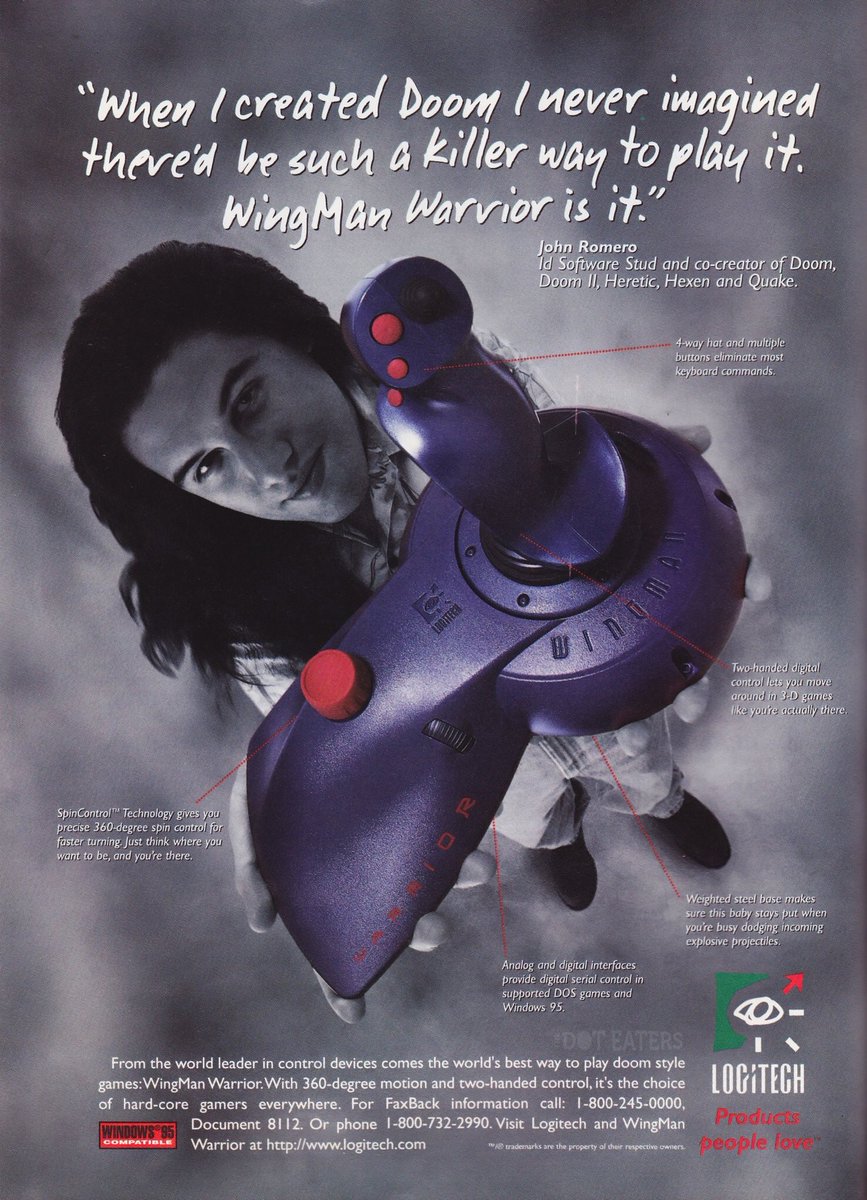 “When I created Doom I never imagined
there'd be such a killer way to play it.
WingMan Warrior is it.”
John Romero
Id Software Stud and co-creator of Doom,
Doom II, Heretic, Hexen and Quake.
4-way hat and multiple
buttons eliminate most
keyboard commands.
LOGITECH
WINGMAN
Two-handed digital
control lets you move
around in 3-D games
like you're actually there.
SpinControl™ Technology gives you
precise 360-degree spin control for
faster turning. Just think where you
want to be, and you're there.
WARRIOR
Weighted steel base makes
sure this baby stays put when
you're busy dodging incoming
explosive projectiles.
Analog and digital interfaces
provide digital serial control in
supported DOS games and
Windows 95.
DOT EATERS
From the world leader in control devices comes the world's best way to play doom style
games: WingMan Warrior. With 360-degree motion and two-handed control, it's the choice
of hard-core gamers everywhere. For FaxBack information call: 1-800-245-0000,
Document 8112. Or phone 1-800-732-2990. Visit Logitech and WingMan
Warrior at http://www.logitech.com
™/® trademarks are the property of their respective owners.
WINDOWS 95
COMPATIBLE
LOGITECH
Products
people love™